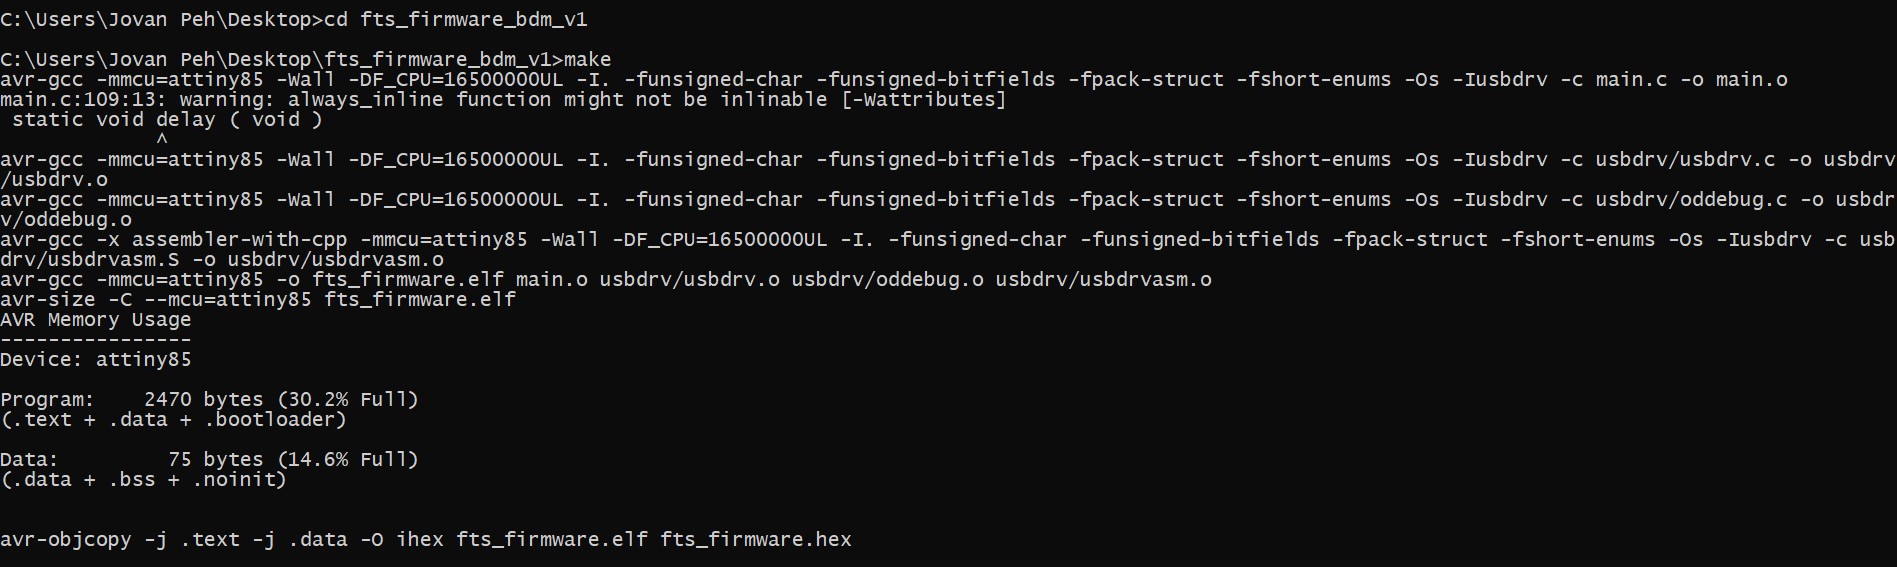 C:\Users\Jovan Peh\Desktop>cd fts_firmware_bdm_v1
C:\Users\Jovan Peh\Desktop\fts_firmware_bdm_v1>make
avr-gcc -mmcu=attiny85 -Wall -DF_CPU=16500000UL -I. -funsigned-char -funsigned-bitfields -fpack-struct -fshort-enums -Os -Iusbdrv -c main.c -o main.o
main.c:109:13: warning: always_inline function might not be inlinable [-Wattributes]
 static void delay ( void )
             ^
avr-gcc -mmcu=attiny85 -Wall -DF_CPU=16500000UL -I. -funsigned-char -funsigned-bitfields -fpack-struct -fshort-enums -Os -Iusbdrv -c usbdrv/usbdrv.c -o usbdrv
/usbdrv.o
avr-gcc -mmcu=attiny85 -Wall -DF_CPU=16500000UL -I. -funsigned-char -funsigned-bitfields -fpack-struct -fshort-enums -Os -Iusbdrv -c usbdrv/oddebug.c -o usbdr
v/oddebug.o
avr-gcc -x assembler-with-cpp -mmcu=attiny85 -Wall -DF_CPU=16500000UL -I. -funsigned-char -funsigned-bitfields -fpack-struct -fshort-enums -Os -Iusbdrv -c usb
drv/usbdrvasm.S -o usbdrv/usbdrvasm.o
avr-gcc -mmcu=attiny85 -o fts_firmware.elf main.o usbdrv/usbdrv.o usbdrv/oddebug.o usbdrv/usbdrvasm.o
avr-size -C --mcu=attiny85 fts_firmware.elf
AVR Memory Usage
----------------
Device: attiny85
Program:    2470 bytes (30.2% Full)
(.text + .data + .bootloader)
Data:         75 bytes (14.6% Full)
(.data + .bss + .noinit)
avr-objcopy -j .text -j .data -O ihex fts_firmware.elf fts_firmware.hex